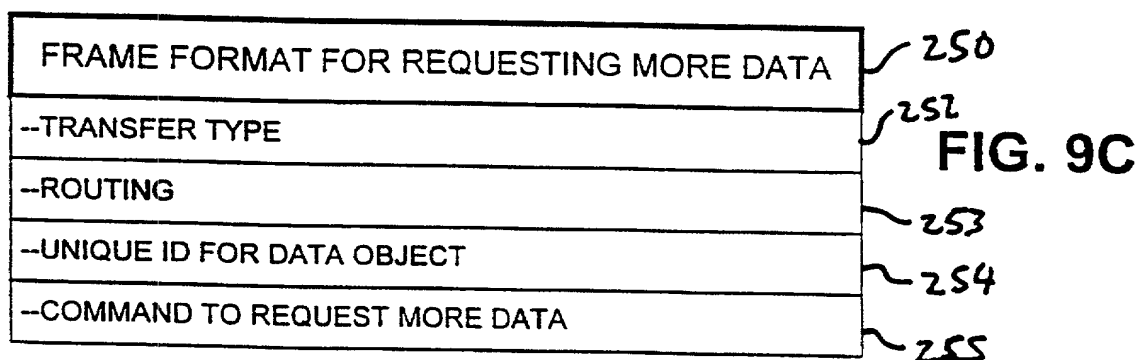 FRAME FORMAT FOR REQUESTING MORE DATA 250
--TRANSFER TYPE 252
FIG. 9C
--ROUTING 253
--UNIQUE ID FOR DATA OBJECT 254
--COMMAND TO REQUEST MORE DATA 255